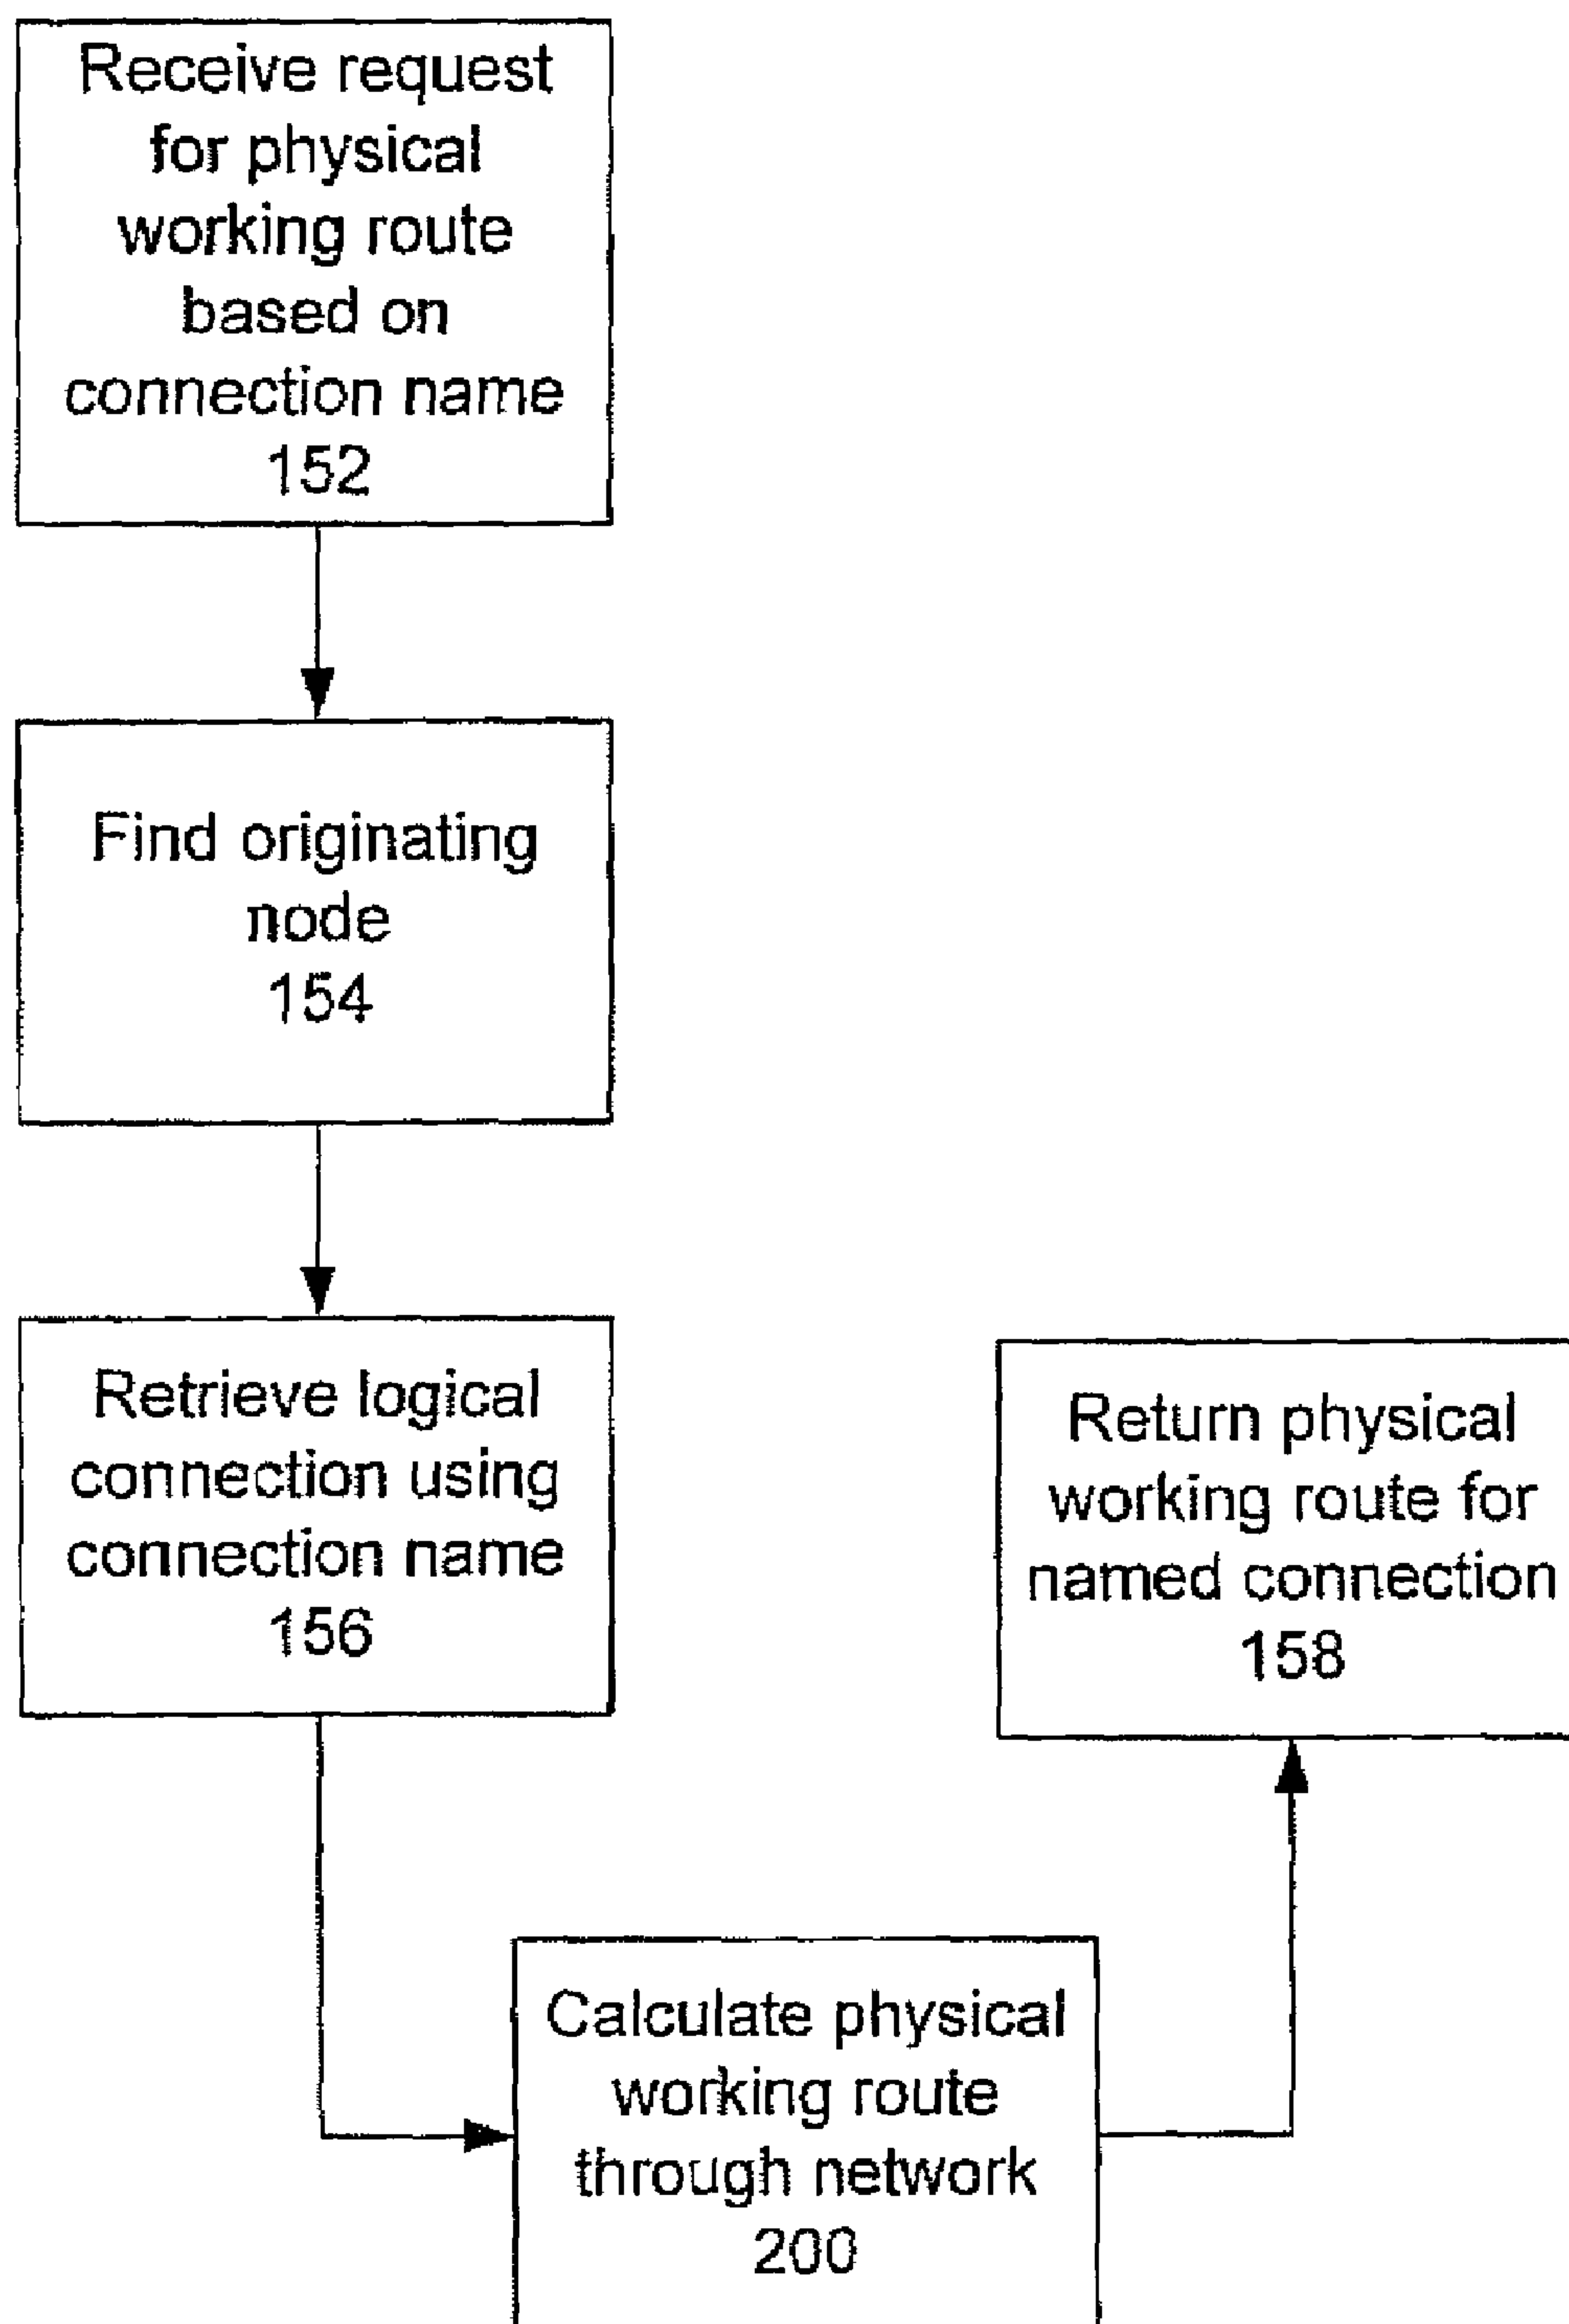 Receive request
for physical
working route
based on
connection name
152
Find originating
node
154
Retrieve logical
connection using
connection name
156
Calculate physical
working route
through network
200
Return physical
working route for
named connection
158